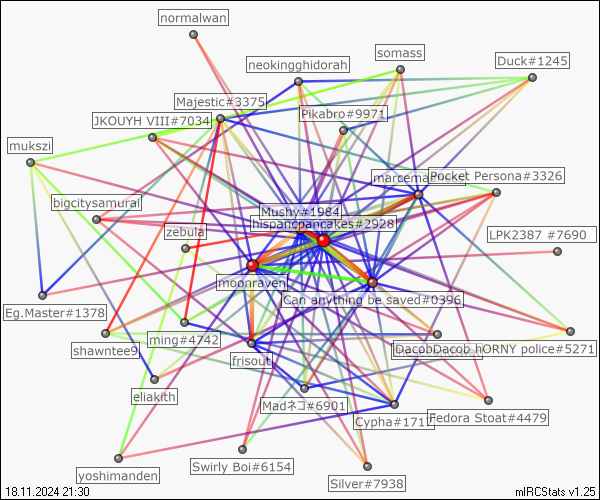 normalwan
somass
neokingghidorah
Duck#1245
Majestic#3375
Pikabro#9971
JKOUYH VIII#7034
mukszi
Pocket Persona#3326
bigcitysamurai
Mushy#1984
hispancpancakes#2928
zebula
LPK2387 #7690
moonraven
Can anything be saved#0396
Eg.Master#1378
ming#4742
shawntee9
frisout
DacobDacob hORNY police#5271
eliakith
Madネコ#6901
Cypha#171
Fedora Stoat#4479
Swirly Boi#6154
yoshimanden
Silver#7938
18.11.2024 21:30
mIRCStats v1.25